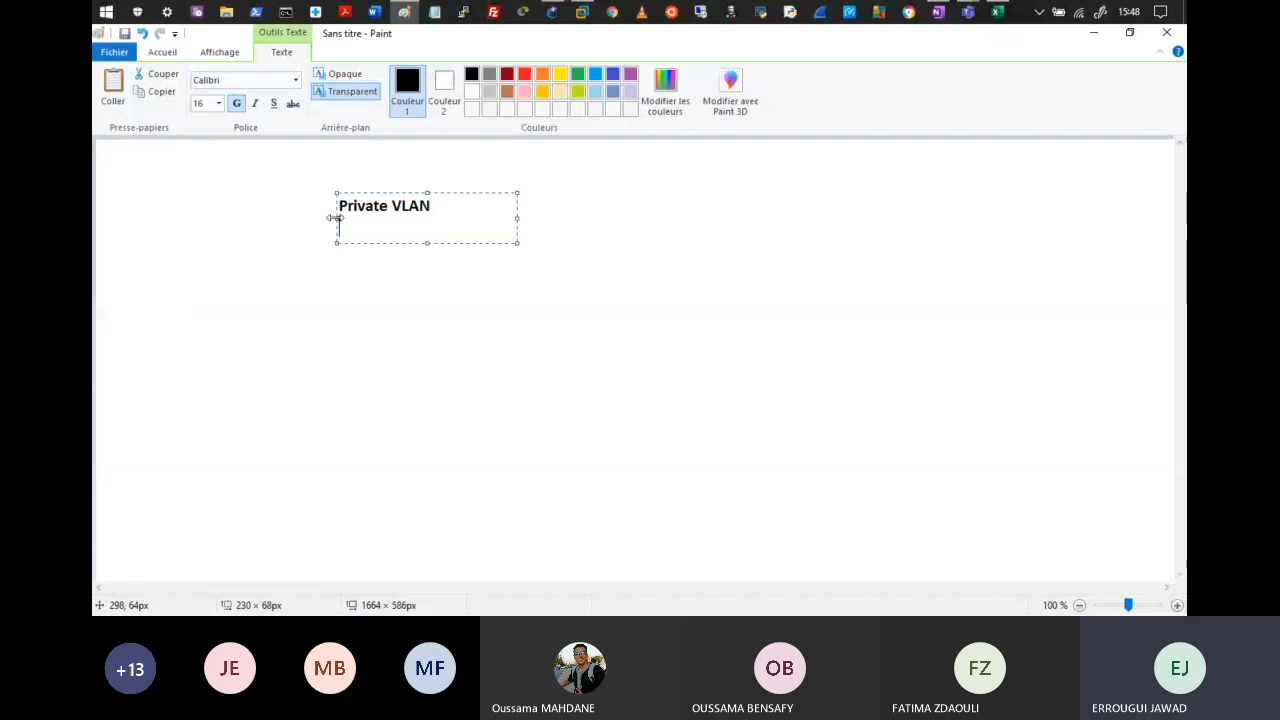 15:48
Outils Texte
Sans titre - Paint
Fichier
Accueil
Affichage
Texte
Coller
Couper
Copier
Presse-papiers
Calibri
16
G
I
S
abc
Police
Opaque
Transparent
Arrière-plan
Couleur
1
Couleur
2
Couleurs
Modifier les
couleurs
Modifier avec
Paint 3D
Private VLAN
298, 64px
230 × 68px
1664 × 586px
100 %
+13
JE
MB
MF
OB
FZ
EJ
Oussama MAHDANE
OUSSAMA BENSAFY
FATIMA ZDAOULI
ERROUGUI JAWAD